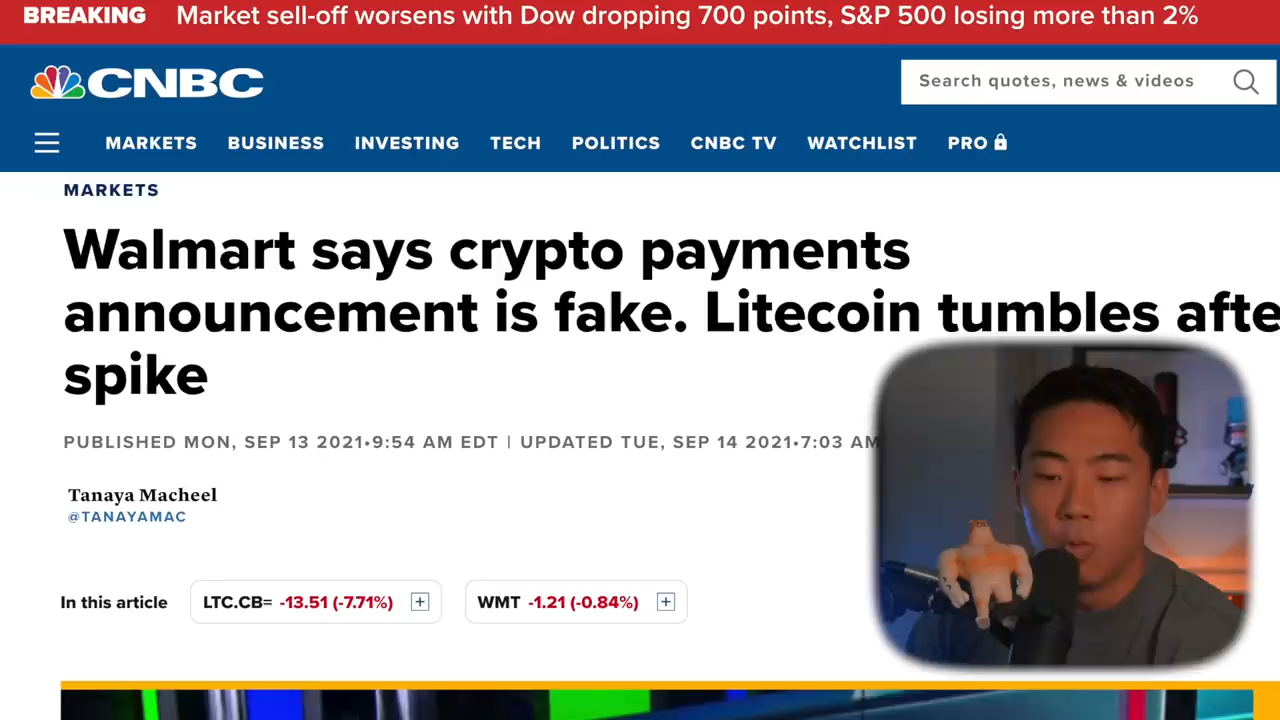 BREAKING Market sell-off worsens with Dow dropping 700 points, S&P 500 losing more than 2%
CNBC
Search quotes, news & videos
MARKETS BUSINESS INVESTING TECH POLITICS CNBC TV WATCHLIST PRO
MARKETS
Walmart says crypto payments
announcement is fake. Litecoin tumbles afte
spike
PUBLISHED MON, SEP 13 2021•9:54 AM EDT | UPDATED TUE, SEP 14 2021•7:03 AM
Tanaya Macheel
@TANAYAMAC
In this article LTC.CB= -13.51 (-7.71%) + WMT -1.21 (-0.84%) +